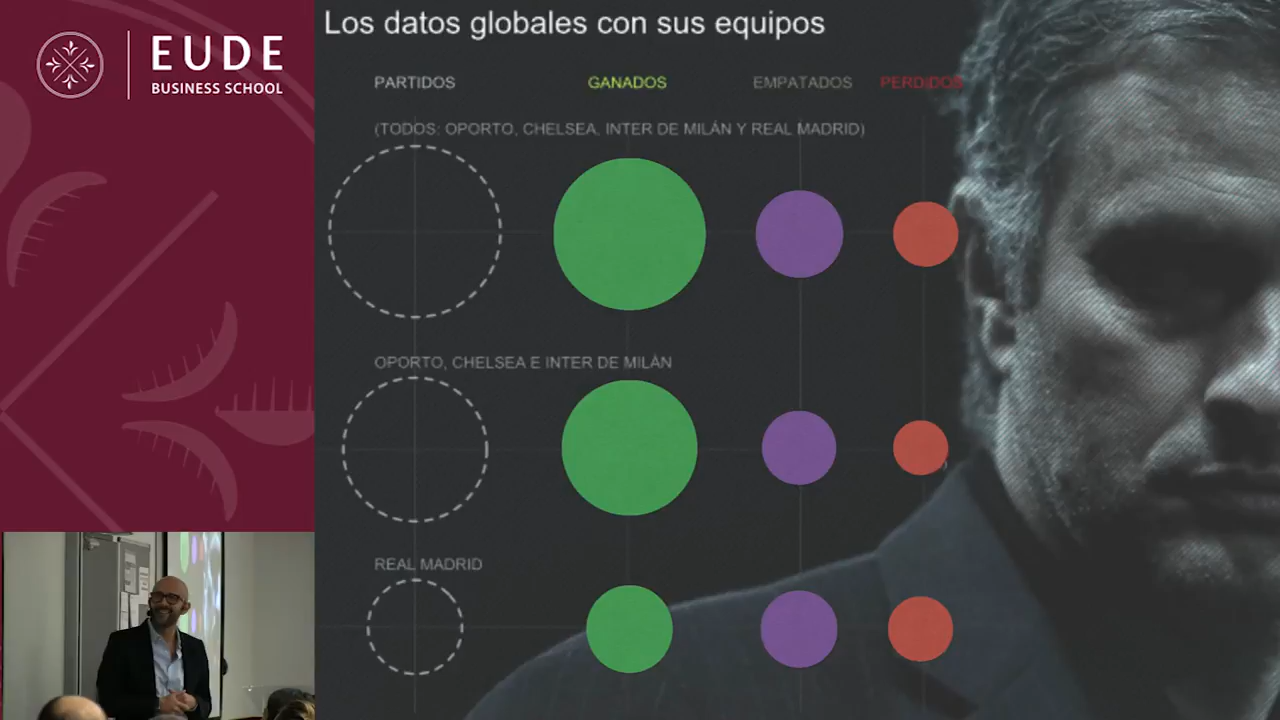 EUDE
BUSINESS SCHOOL
Los datos globales con sus equipos
PARTIDOS GANADOS EMPATADOS PERDIDOS
(TODOS: OPORTO, CHELSEA, INTER DE MILÁN Y REAL MADRID)
OPORTO, CHELSEA E INTER DE MILÁN
REAL MADRID